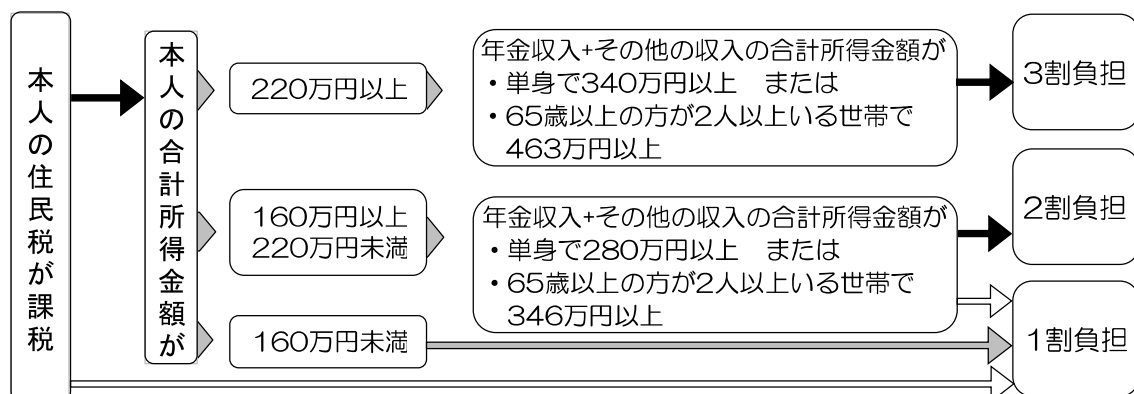 本人の住民税が課税
本人の合計所得金額が
220万円以上
年金収入+その他の収入の合計所得金額が
・単身で340万円以上　または
・65歳以上の方が2人以上いる世帯で
463万円以上
3割負担
160万円以上
220万円未満
年金収入+その他の収入の合計所得金額が
・単身で280万円以上　または
・65歳以上の方が2人以上いる世帯で
346万円以上
2割負担
160万円未満
1割負担